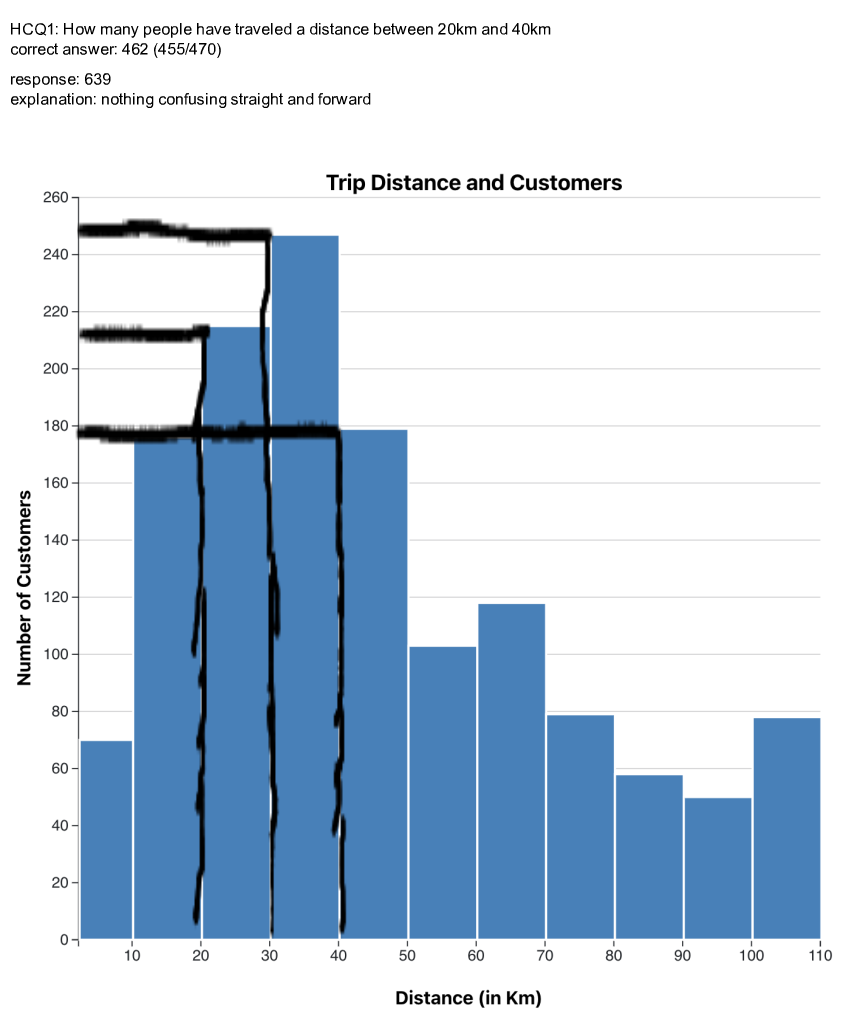 HCQ1: How many people have traveled a distance between 20km and 40km
correct answer: 462 (455/470)
response: 639
explanation: nothing confusing straight and forward
Trip Distance and Customers
260
240
220
200
180
160
140
120
100
80
60
40
20
0
Number of Customers
10 20 30 40 50 60 70 80 90 100 110
Distance (in Km)